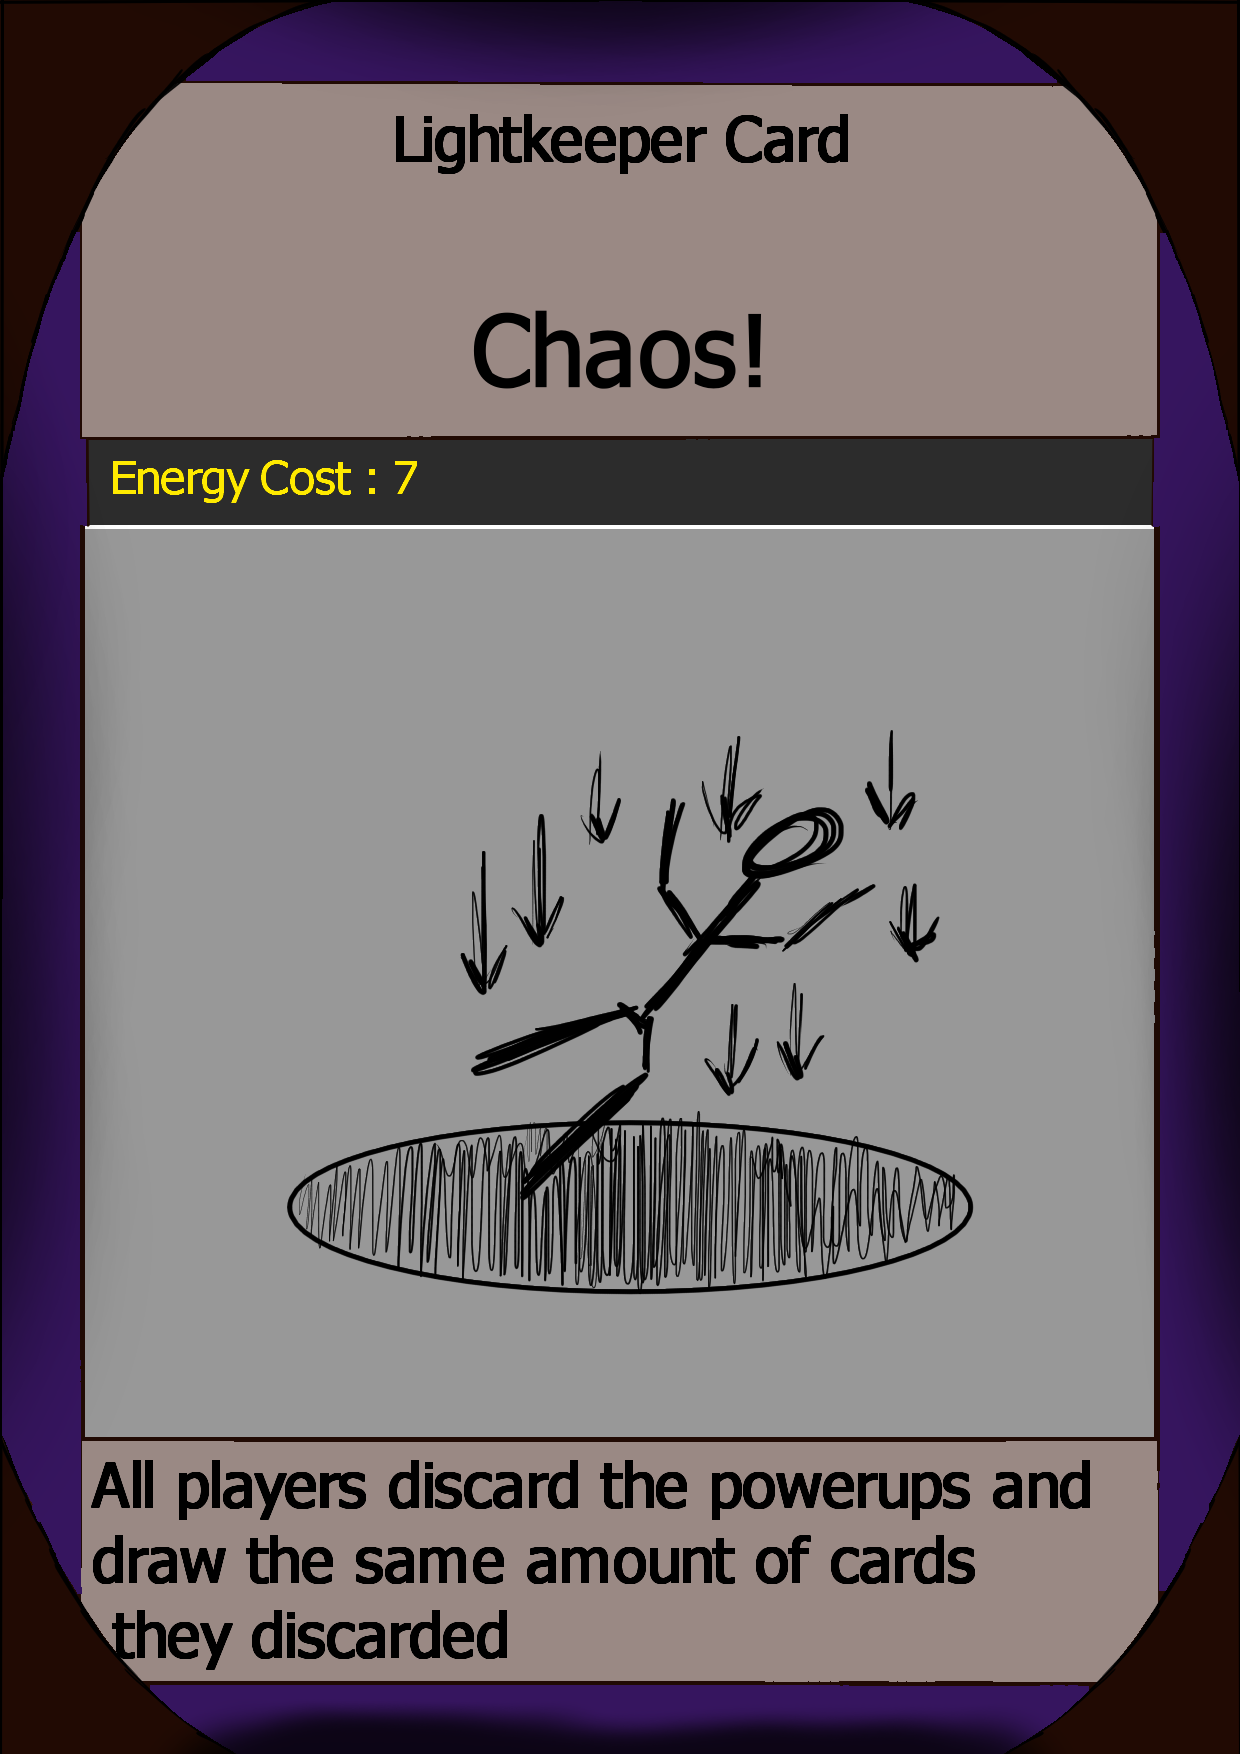 Lightkeeper Card
Chaos!
Energy Cost : 7
All players discard the powerups and
draw the same amount of cards
they discarded